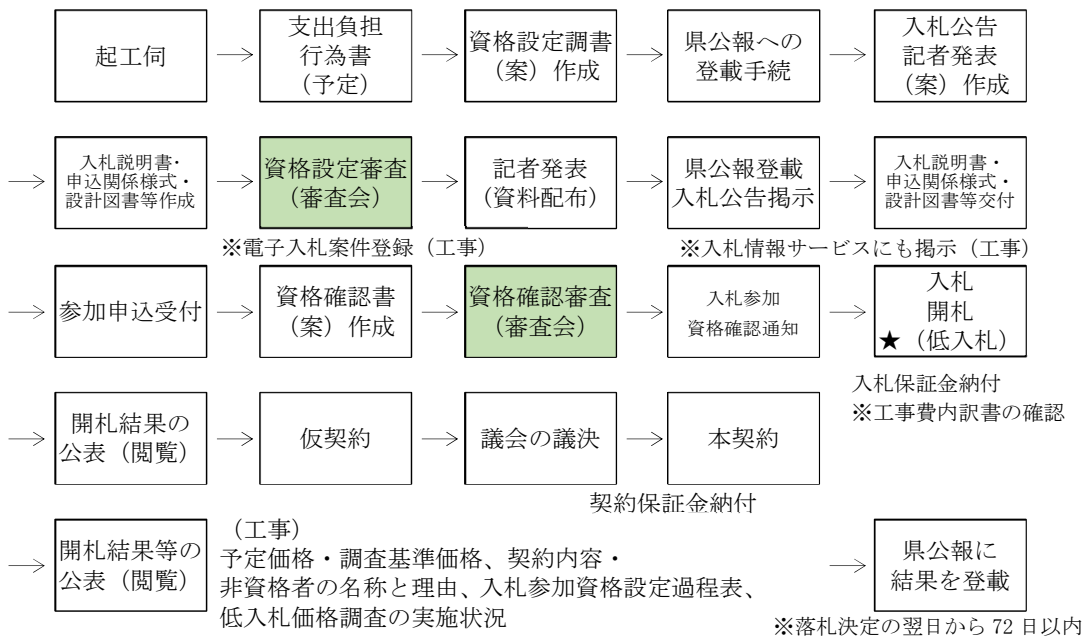 起工伺
→
支出負担
行為書
（予定）
→
資格設定調書
（案）作成
→
県公報への
登載手続
→
入札公告
記者発表
（案）作成
→
入札説明書・
申込関係様式・
設計図書等作成
→
資格設定審査
（審査会）
→
記者発表
（資料配布）
→
県公報登載
入札公告掲示
→
入札説明書・
申込関係様式・
設計図書等交付
※電子入札案件登録（工事）
※入札情報サービスにも掲示（工事）
→
参加申込受付
→
資格確認書
（案）作成
→
資格確認審査
（審査会）
→
入札参加
資格確認通知
→
入札
開札
★（低入札）
入札保証金納付
※工事費内訳書の確認
→
開札結果の
公表（閲覧）
→
仮契約
→
議会の議決
→
本契約
契約保証金納付
→
開札結果等の
公表（閲覧）
（工事）
予定価格・調査基準価格、契約内容・
非資格者の名称と理由、入札参加資格設定過程表、
低入札価格調査の実施状況
→
県公報に
結果を登載
※落札決定の翌日から 72 日以内